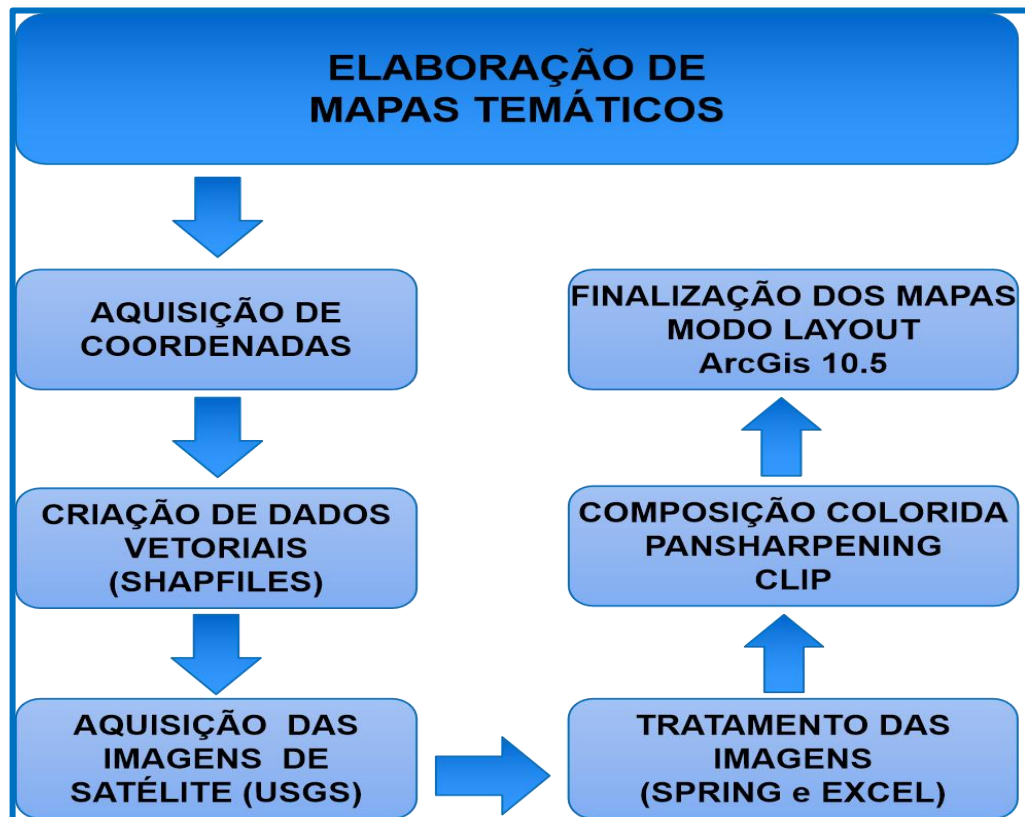 ELABORAÇÃO DE
MAPAS TEMÁTICOS
AQUISIÇÃO DE
COORDENADAS
CRIAÇÃO DE DADOS
VETORIAIS
(SHAPFILES)
AQUISIÇÃO DAS
IMAGENS DE
SATÉLITE (USGS)
TRATAMENTO DAS
IMAGENS
(SPRING e EXCEL)
COMPOSIÇÃO COLORIDA
PANSHARPENING
CLIP
FINALIZAÇÃO DOS MAPAS
MODO LAYOUT
ArcGis 10.5